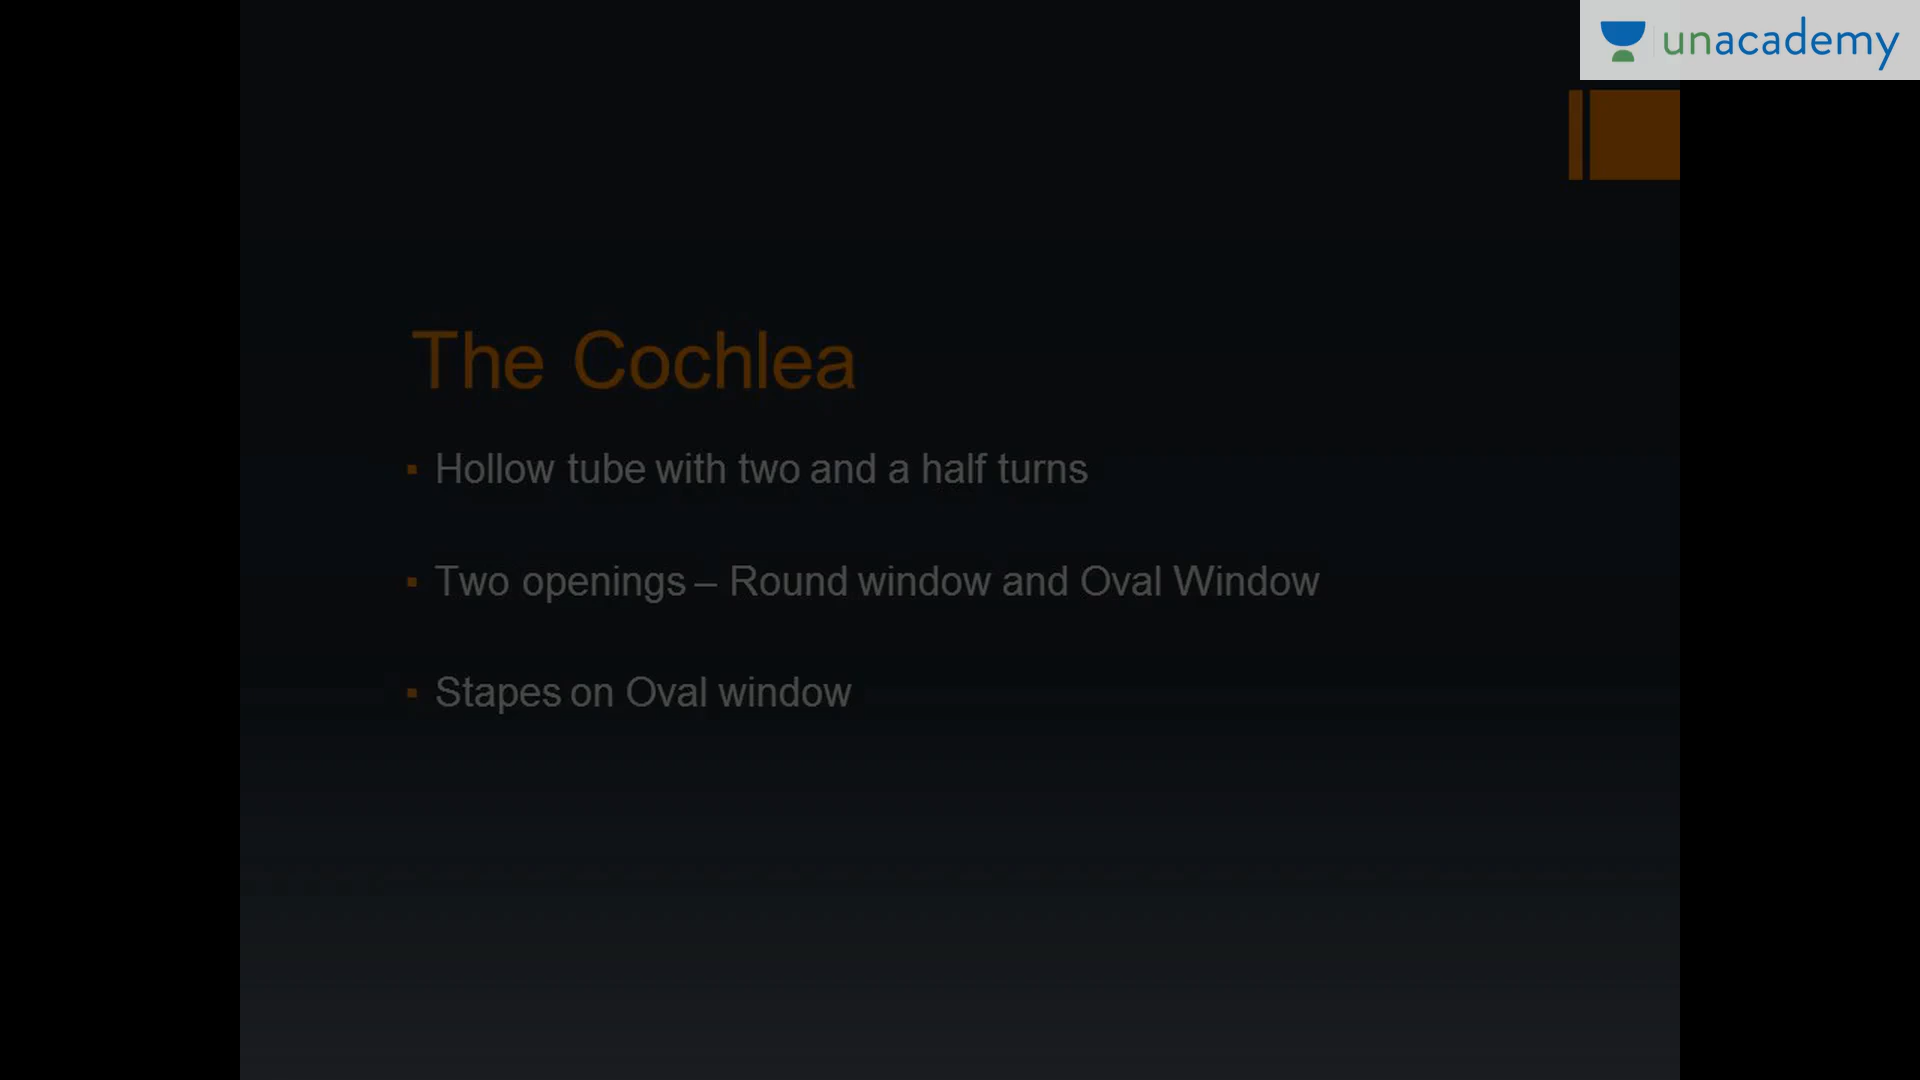 unacademy
The Cochlea
▪ Hollow tube with two and a half turns
▪ Two openings – Round window and Oval Window
▪ Stapes on Oval window